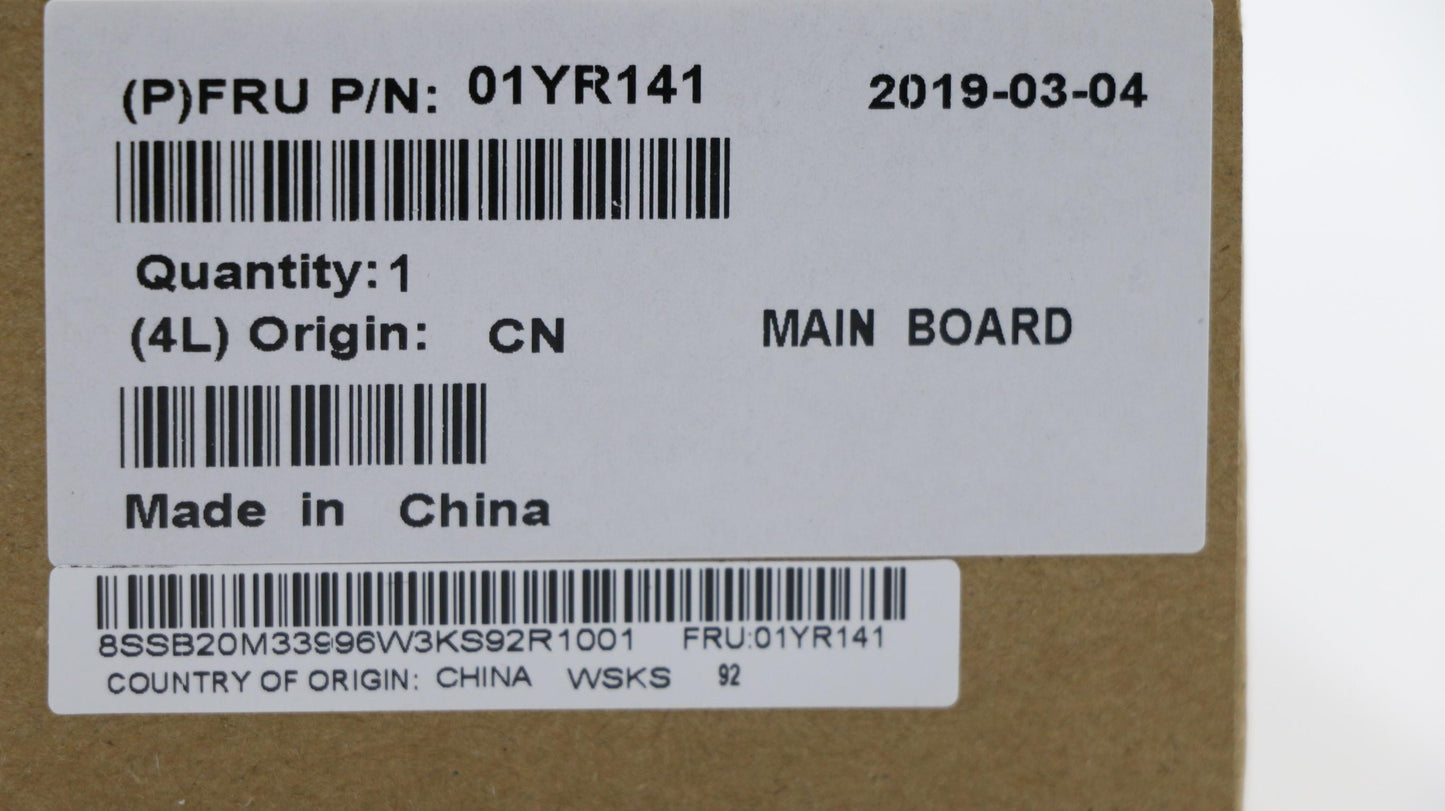 (P)FRU P/N: 01YR141 2019-03-04
Quantity:1
(4L) Origin: CN MAIN BOARD
Made in China
8SSB20M33996W3KS92R1001 FRU:01YR141
COUNTRY OF ORIGIN: CHINA WSKS 92